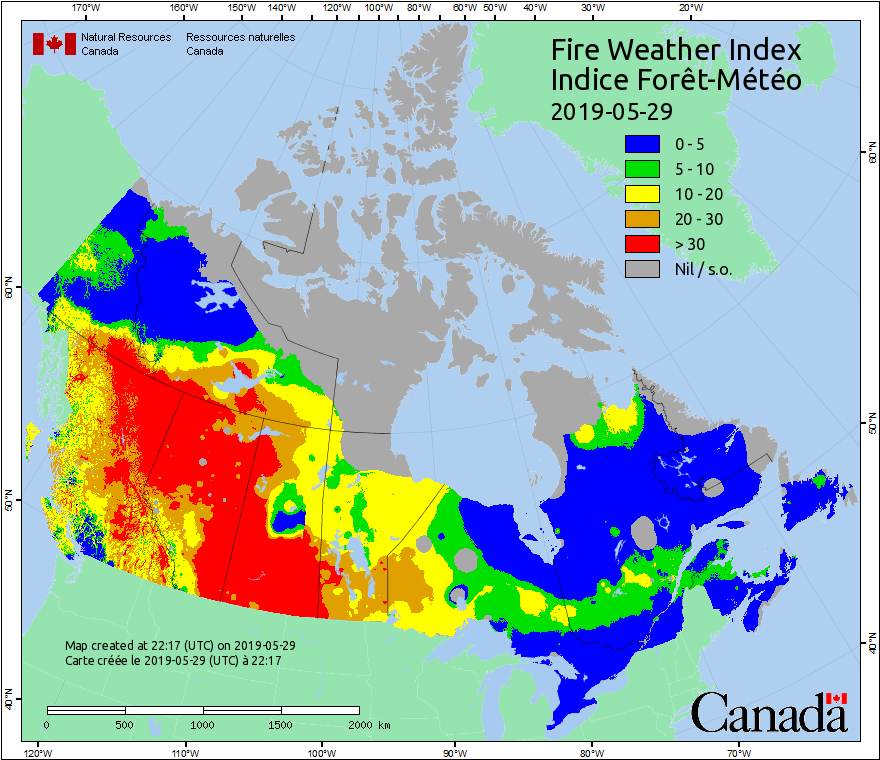 170°W 160°W 150°W 140°W 120°W 100°W 80°W 60°W 50°W 40°W 30°W 20°W
Natural Resources Ressources naturelles
Canada Canada
Fire Weather Index
Indice Forêt-Météo
2019-05-29
0 - 5
5 - 10
10 - 20
20 - 30
> 30
Nil / s.o.
60°N
60°N
50°N
50°N
40°N
40°N
Map created at 22:17 (UTC) on 2019-05-29
Carte créée le 2019-05-29 (UTC) à 22:17
0 500 1000 1500 2000 km
Canada
120°W 110°W 100°W 90°W 80°W 70°W